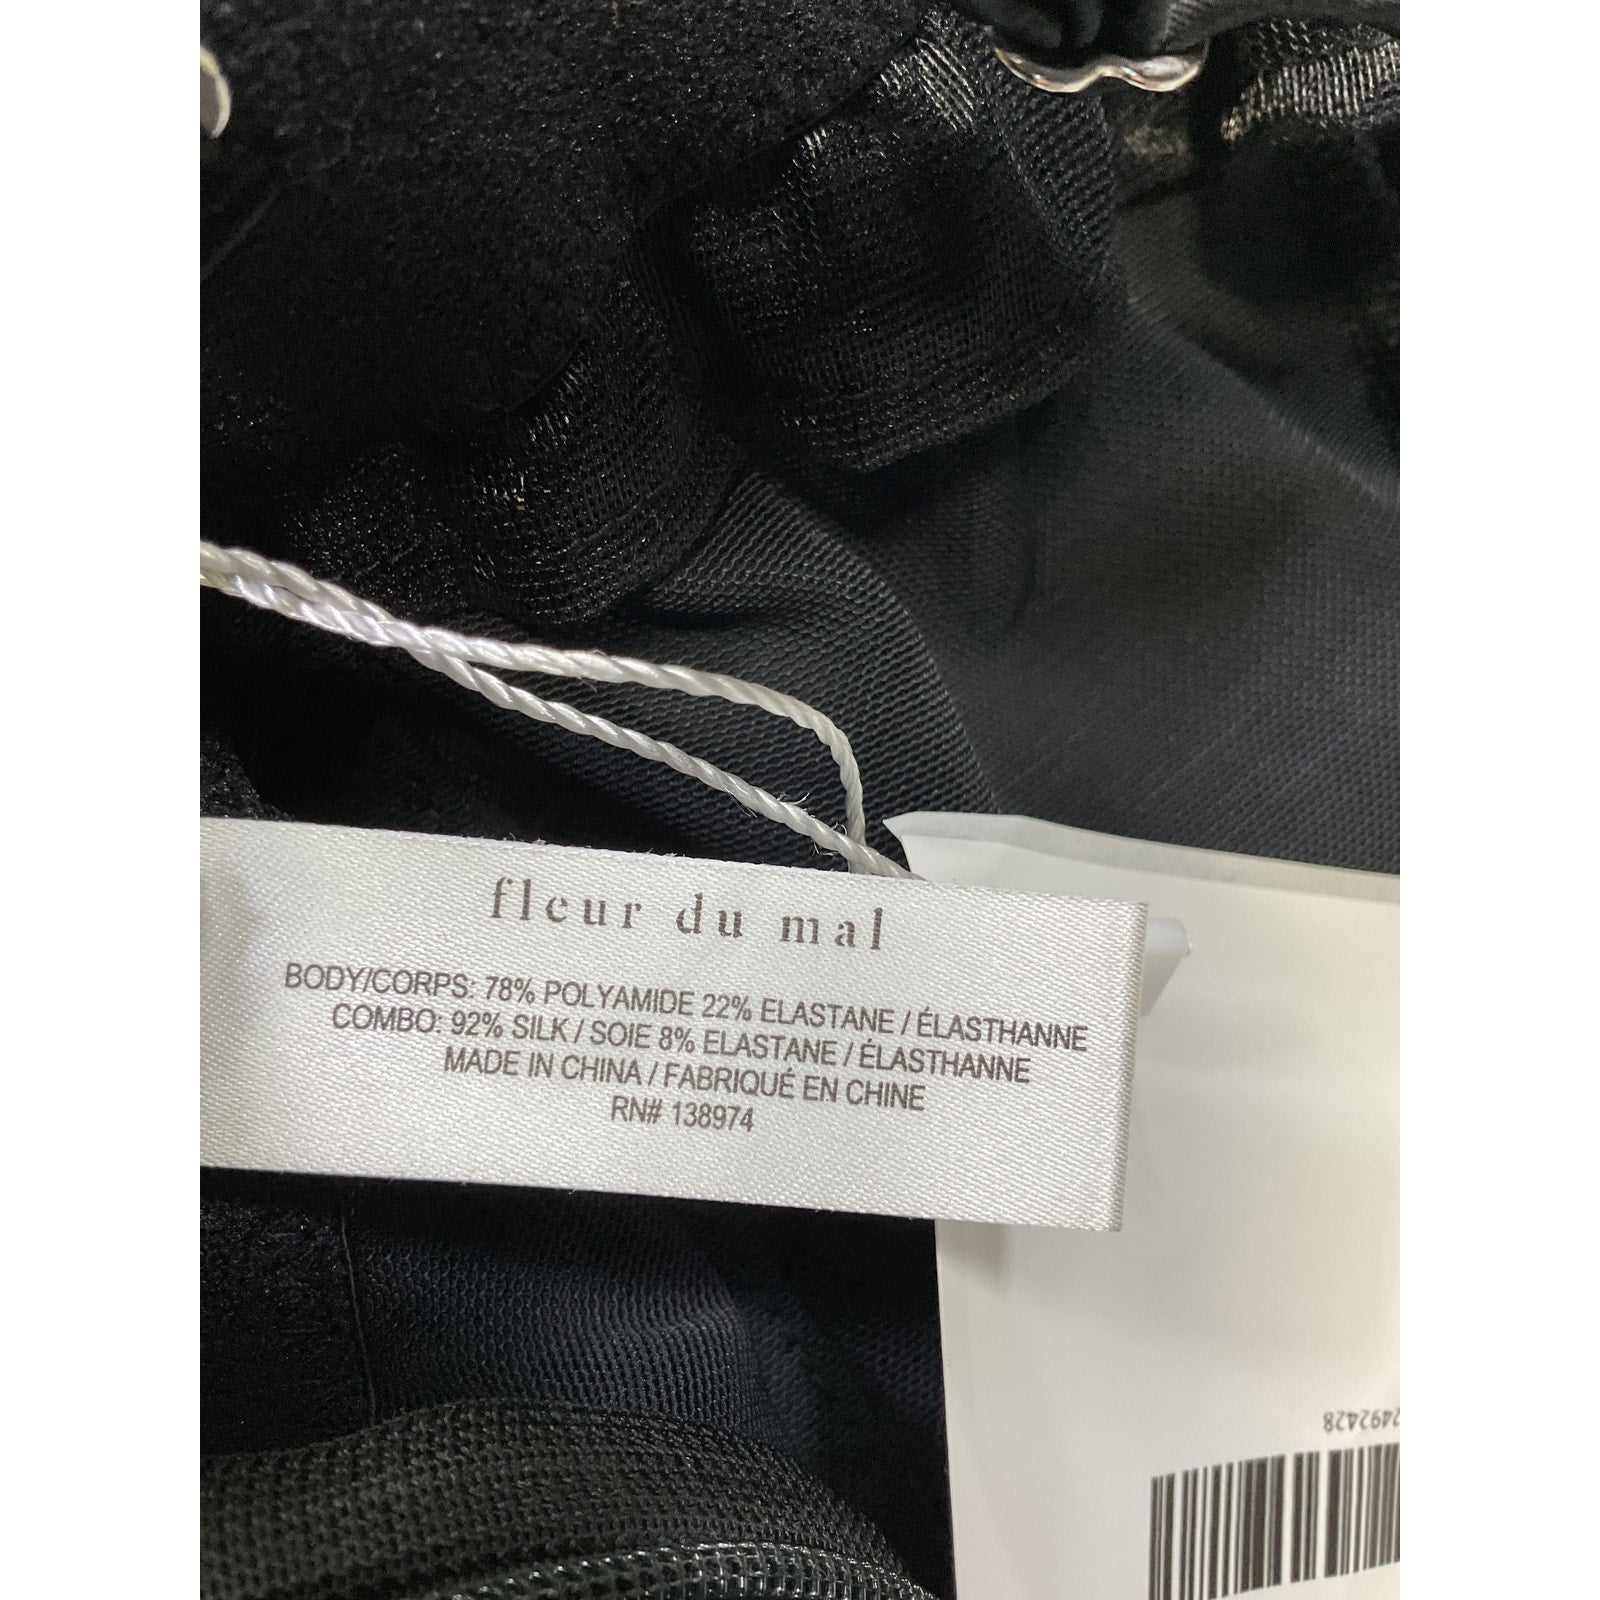 fleur du mal
BODY/CORPS: 78% POLYAMIDE 22% ELASTANE / ÉLASTHANNE
COMBO: 92% SILK / SOIE 8% ELASTANE / ÉLASTHANNE
MADE IN CHINA / FABRIQUÉ EN CHINE
RN# 138974
2492428